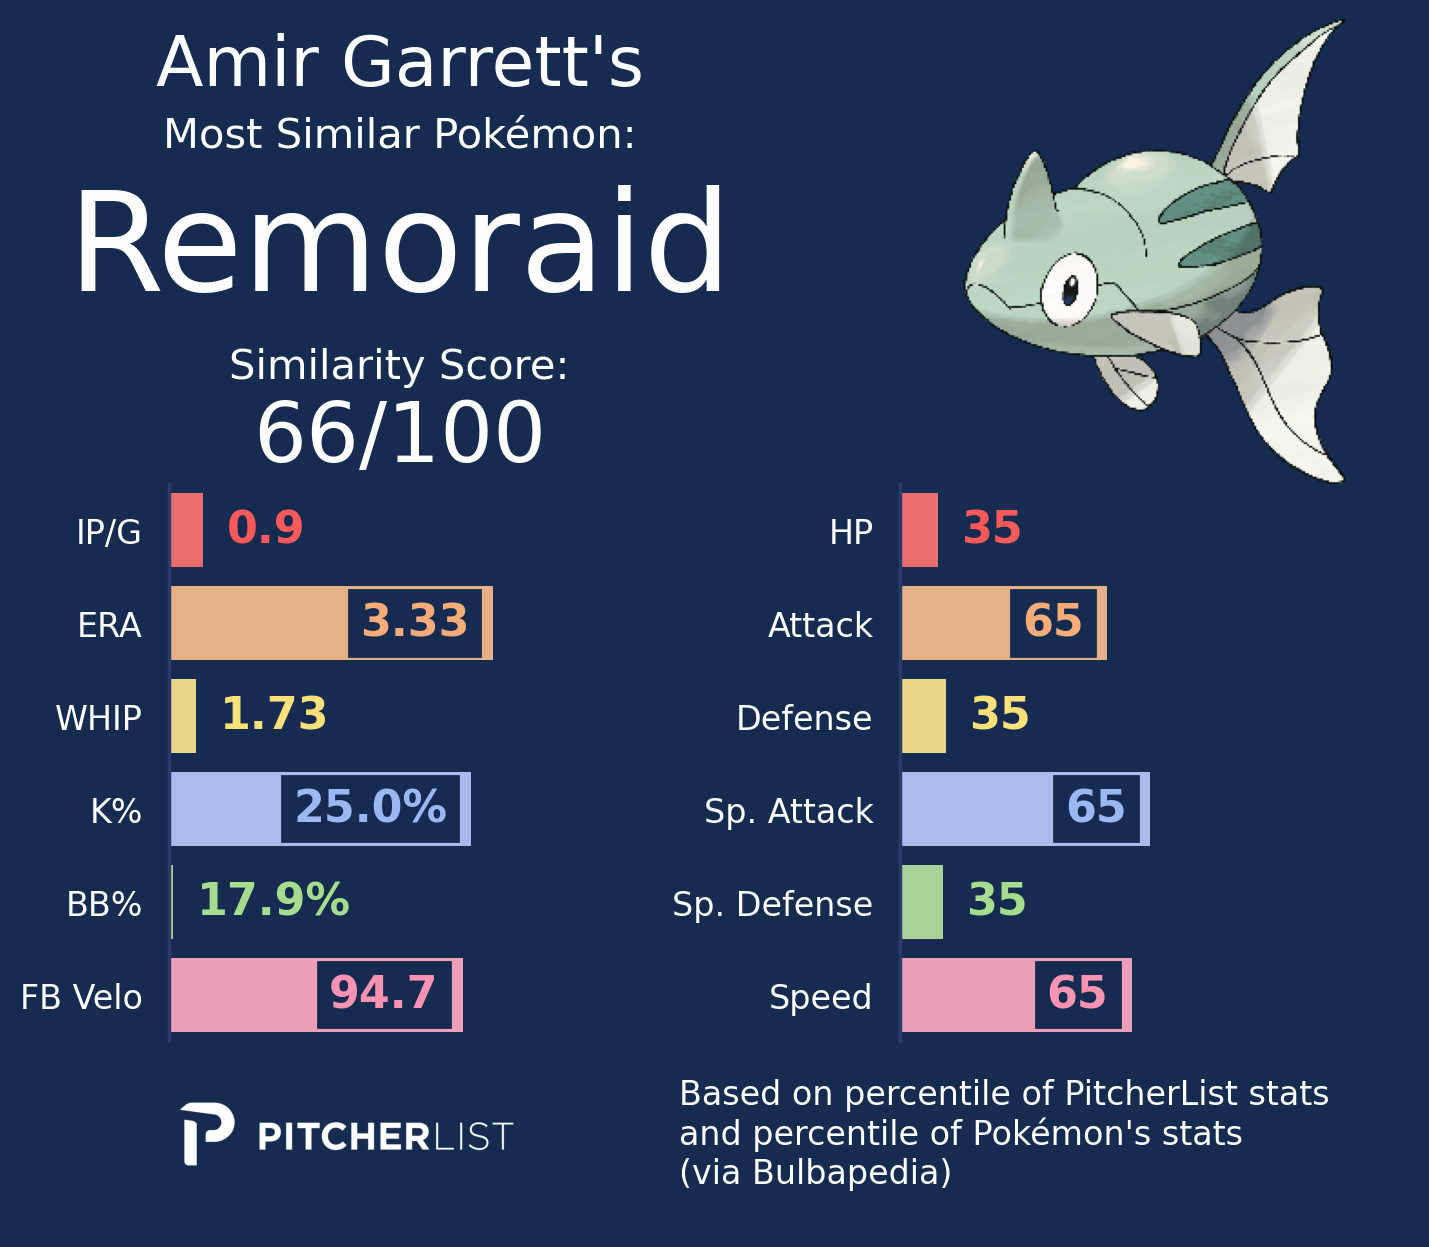 Amir Garrett's
Most Similar Pokémon:
Remoraid
Similarity Score:
66/100
IP/G 0.9
ERA 3.33
WHIP 1.73
K% 25.0%
BB% 17.9%
FB Velo 94.7
HP 35
Attack 65
Defense 35
Sp. Attack 65
Sp. Defense 35
Speed 65
PITCHERLIST
Based on percentile of PitcherList stats
and percentile of Pokémon's stats
(via Bulbapedia)